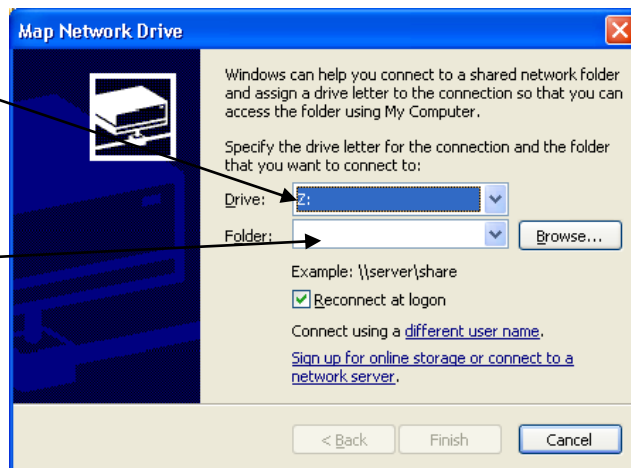 Map Network Drive
Windows can help you connect to a shared network folder
and assign a drive letter to the connection so that you can
access the folder using My Computer.
Specify the drive letter for the connection and the folder
that you want to connect to:
Drive: Z:
Folder: Browse...
Example: \\server\share
Reconnect at logon
Connect using a different user name.
Sign up for online storage or connect to a
network server.
< Back Finish Cancel